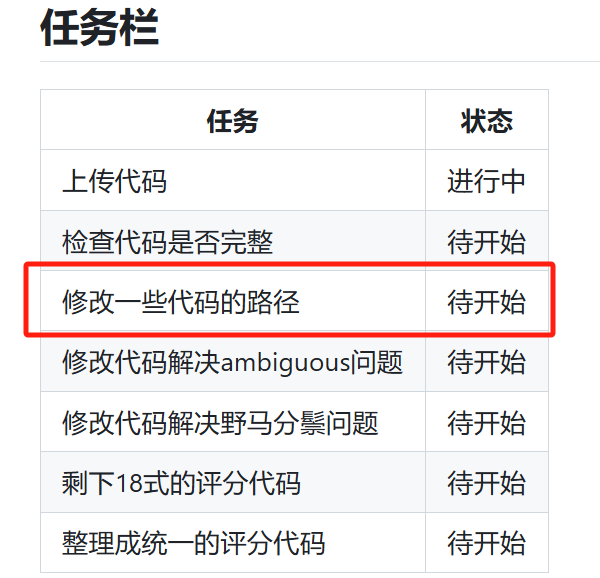 任务栏
任务 状态
上传代码 进行中
检查代码是否完整 待开始
修改一些代码的路径 待开始
修改代码解决ambiguous问题 待开始
修改代码解决野马分鬃问题 待开始
剩下18式的评分代码 待开始
整理成统一的评分代码 待开始